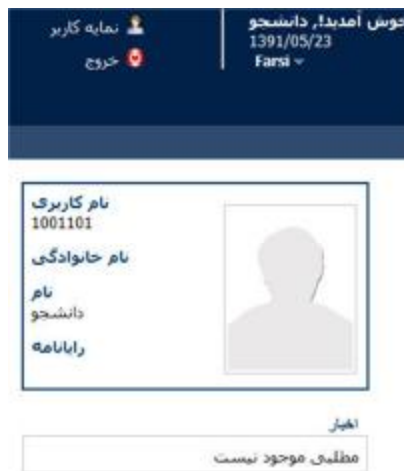 خوش آمدید!, دانشجو
1391/05/23
Farsi
نمایه کاربر
خروج
نام کاربری
1001101
نام خانوادگی
نام
دانشجو
رایانامه
اخبار
مطلبی موجود نیست